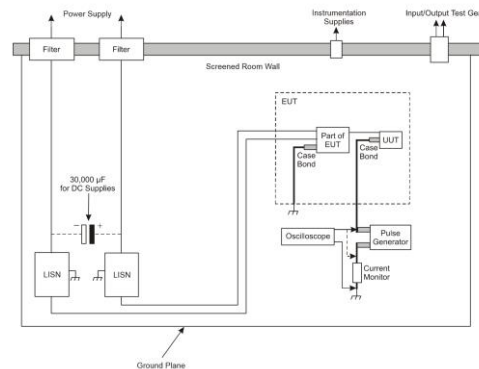 Power Supply
Instrumentation
Supplies
Input/Output Test Gea
Filter
Filter
Screened Room Wall
EUT
Part of
EUT
UUT
Case
Bond
Case
Bond
30,000 µF
for DC Supplies
− +
Oscilloscope
Pulse
Generator
LISN
LISN
Current
Monitor
Ground Plane